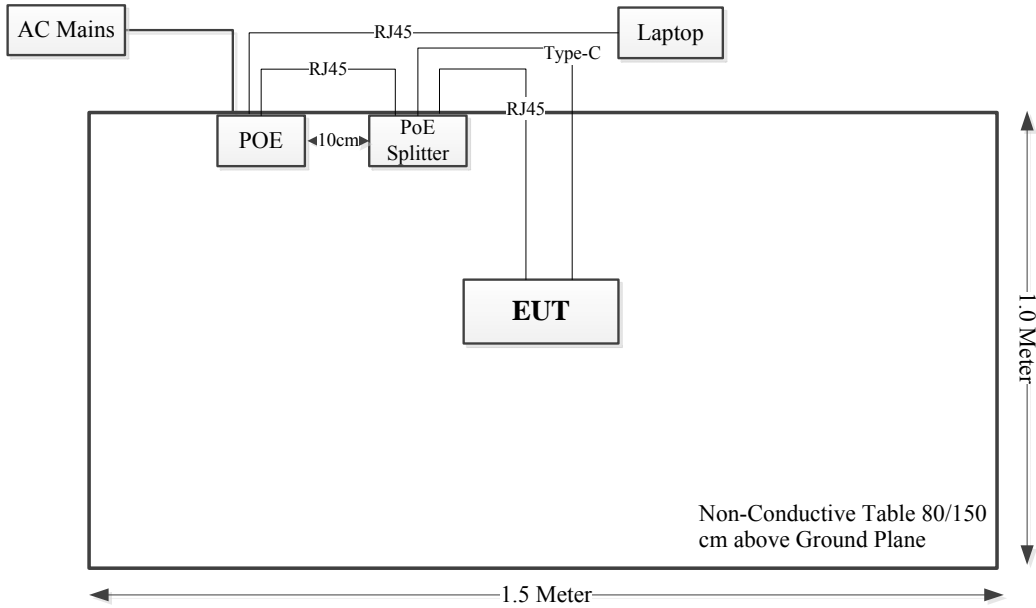 AC Mains
RJ45
Laptop
Type-C
RJ45
RJ45
POE
10cm
PoE
Splitter
EUT
1.0 Meter
Non-Conductive Table 80/150
cm above Ground Plane
1.5 Meter